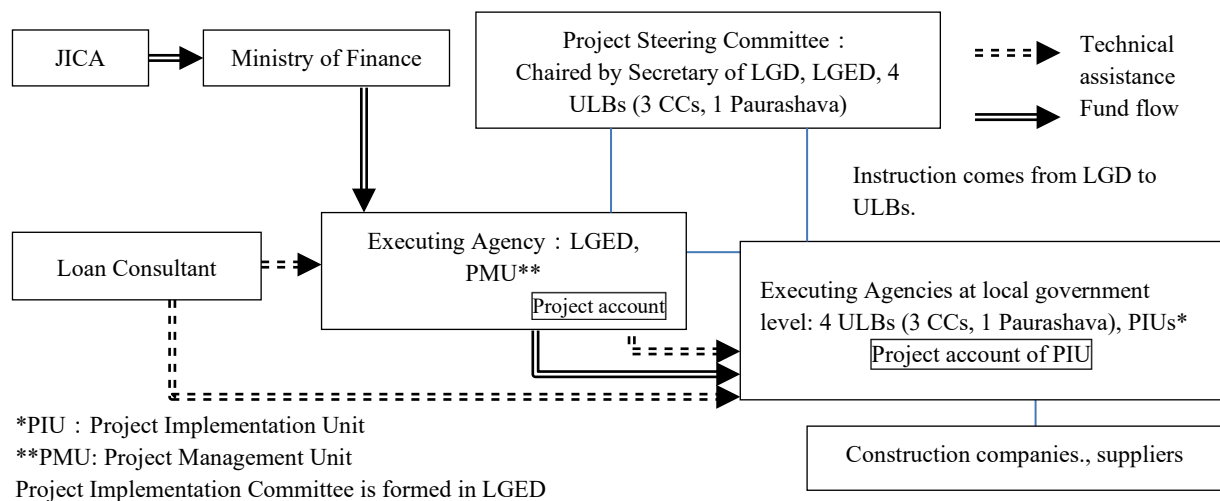 JICA
Ministry of Finance
Project Steering Committee：
Chaired by Secretary of LGD, LGED, 4
ULBs (3 CCs, 1 Paurashava)
Technical
assistance
Fund flow
Instruction comes from LGD to
ULBs.
Loan Consultant
Executing Agency：LGED,
PMU**
Project account
Executing Agencies at local government
level: 4 ULBs (3 CCs, 1 Paurashava), PIUs*
Project account of PIU
Construction companies., suppliers
*PIU：Project Implementation Unit
**PMU: Project Management Unit
Project Implementation Committee is formed in LGED